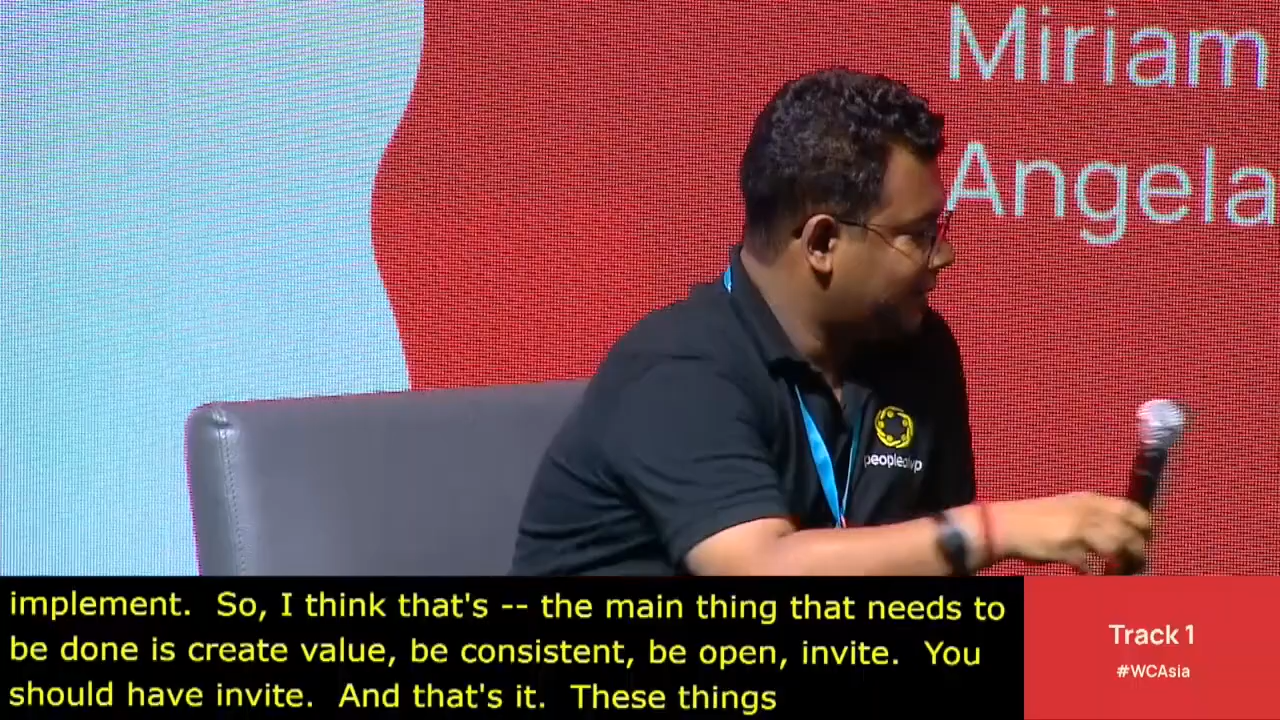 Miriam
Angela
implement.  So, I think that's -- the main thing that needs to
be done is create value, be consistent, be open, invite.  You
should have invite.  And that's it.  These things
Track 1
#WCAsia